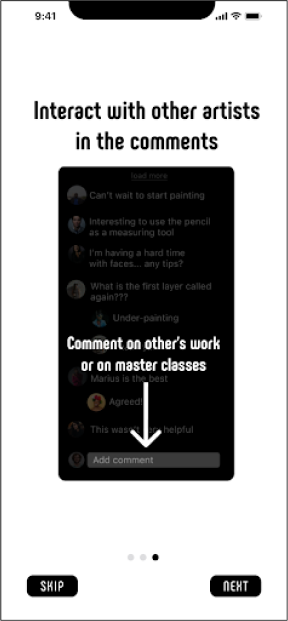 9:41
Interact with other artists
in the comments
load more
Can't wait to start painting
Interesting to use the pencil
as a measuring tool
I'm having a hard time
with faces... any tips?
What is the first layer called
again???
Under-painting
Comment on other's work
or on master classes
Marius is the best
Agreed!
This wasn't helpful
Add comment
SKIP
NEXT